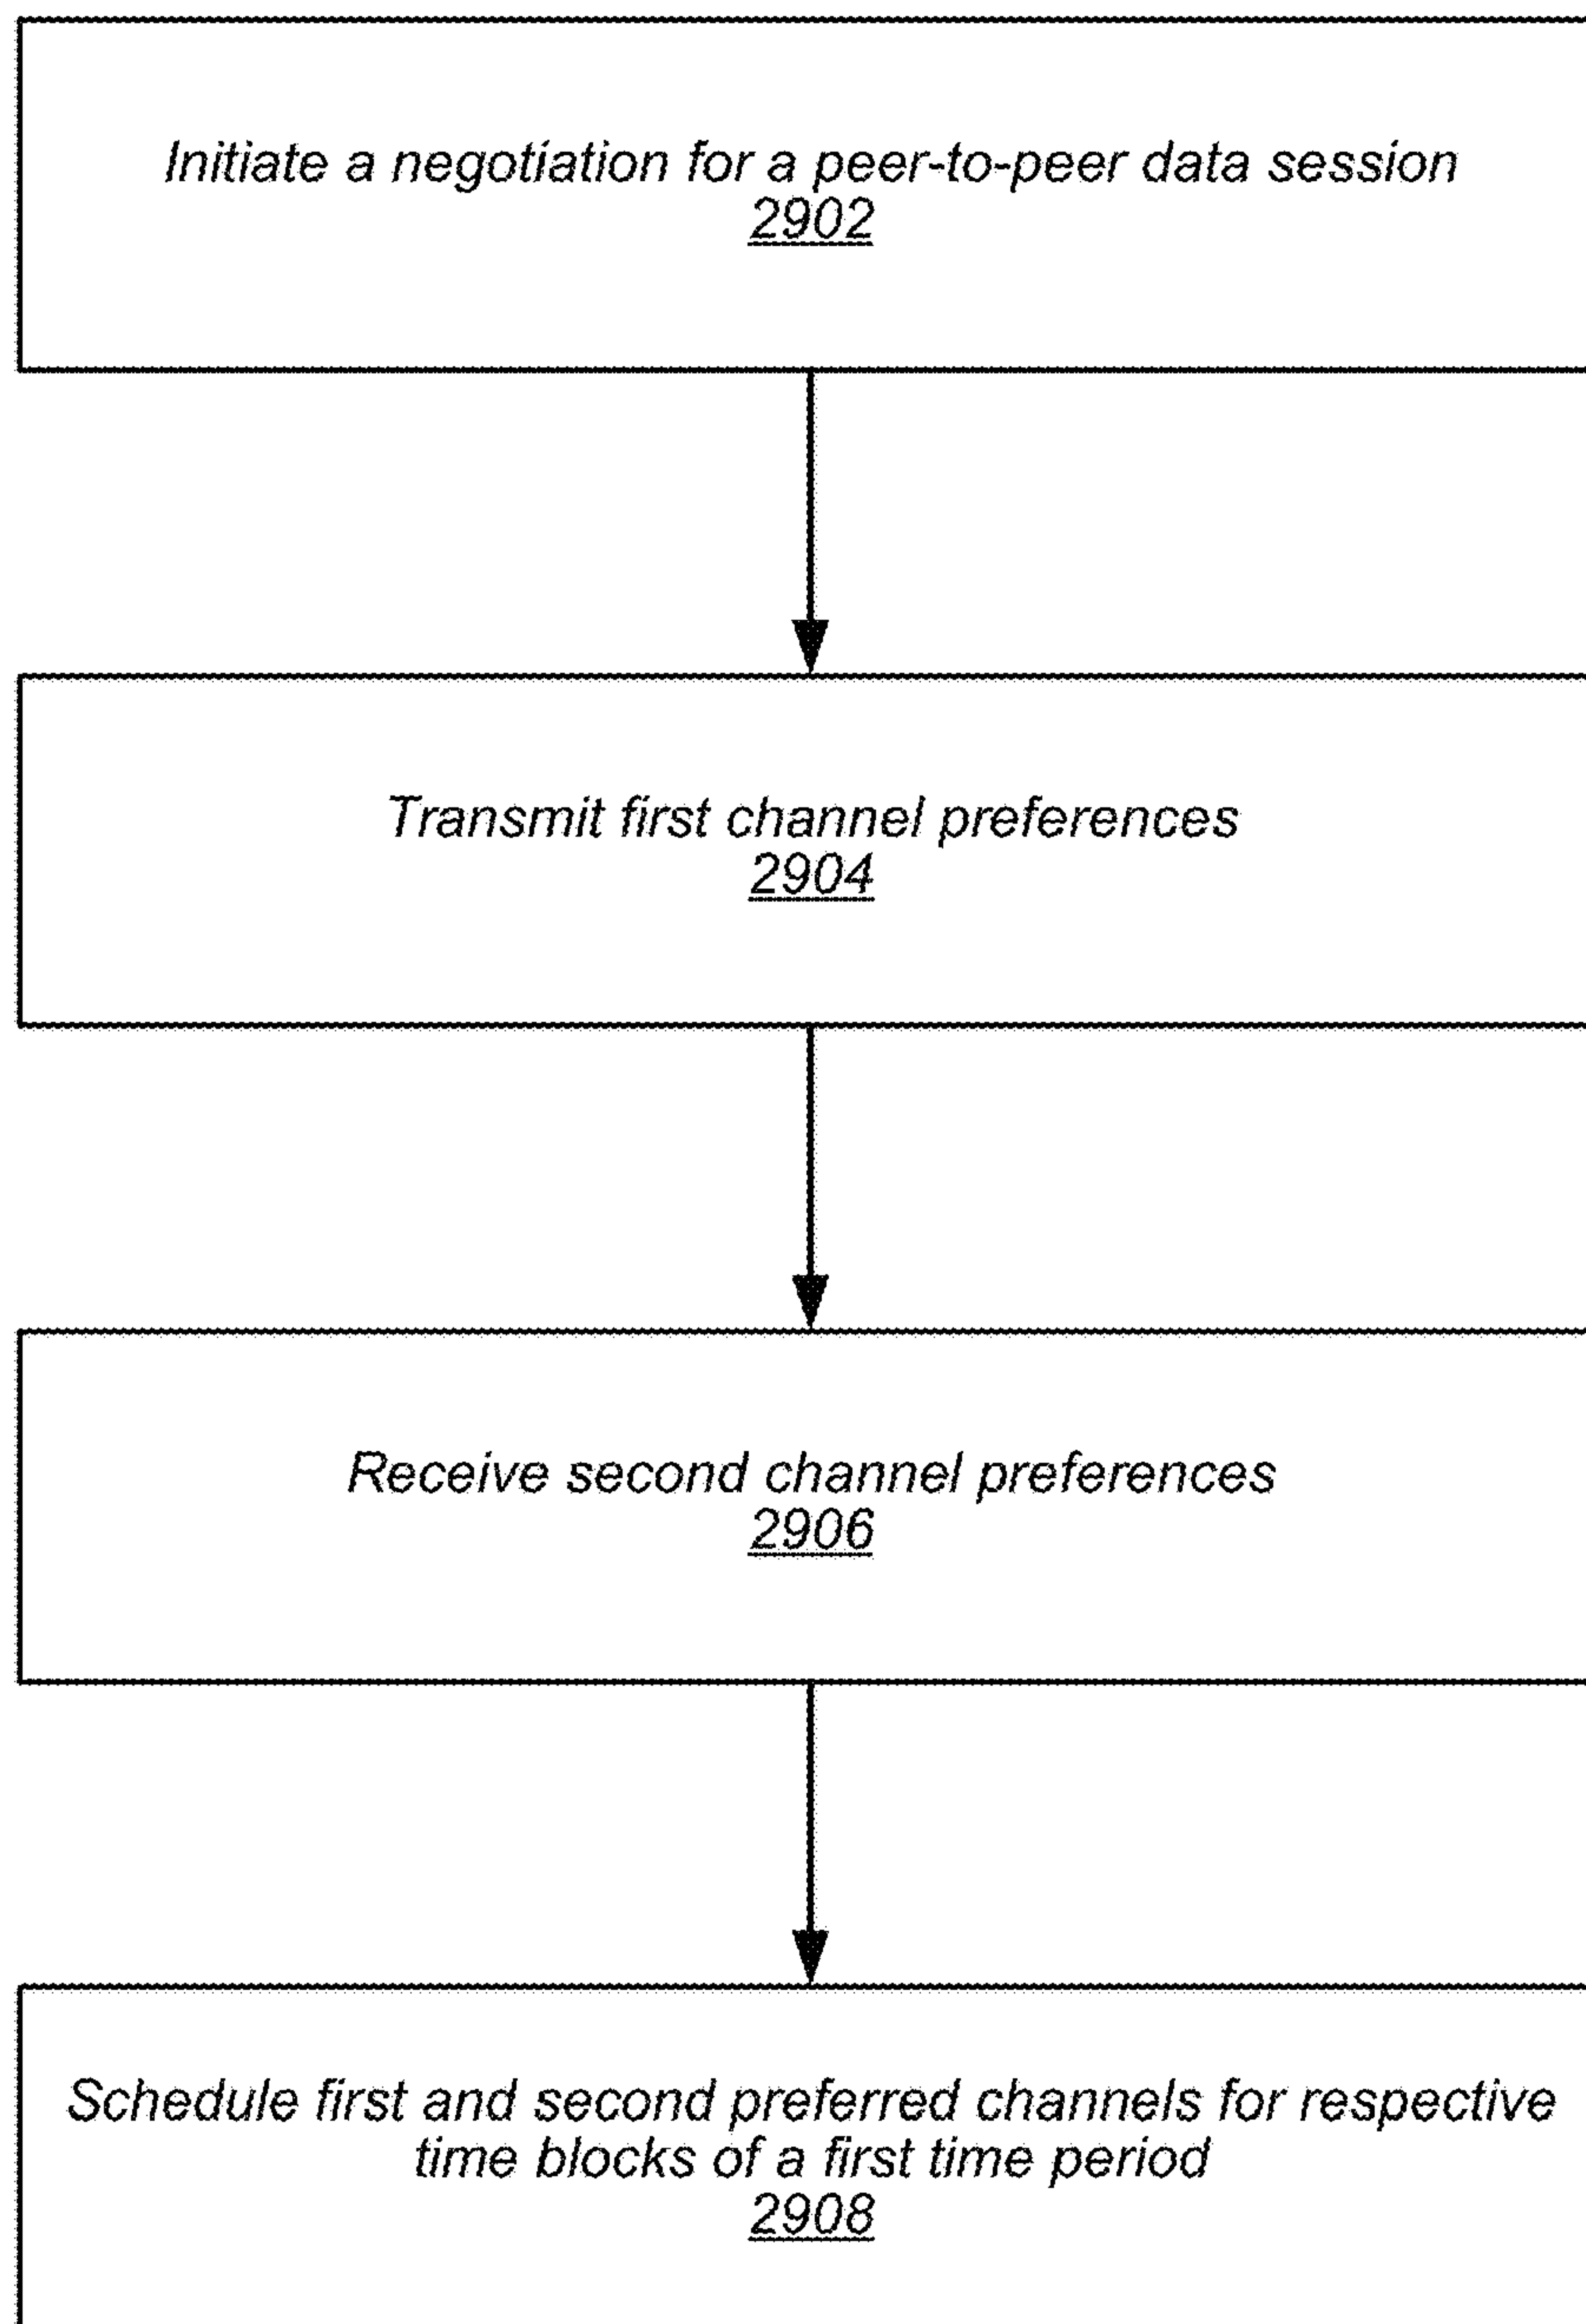 Initiate a negotiation for a peer-to-peer data session
2902
Transmit first channel preferences
2904
Receive second channel preferences
2906
Schedule first and second preferred channels for respective
time blocks of a first time period
2908